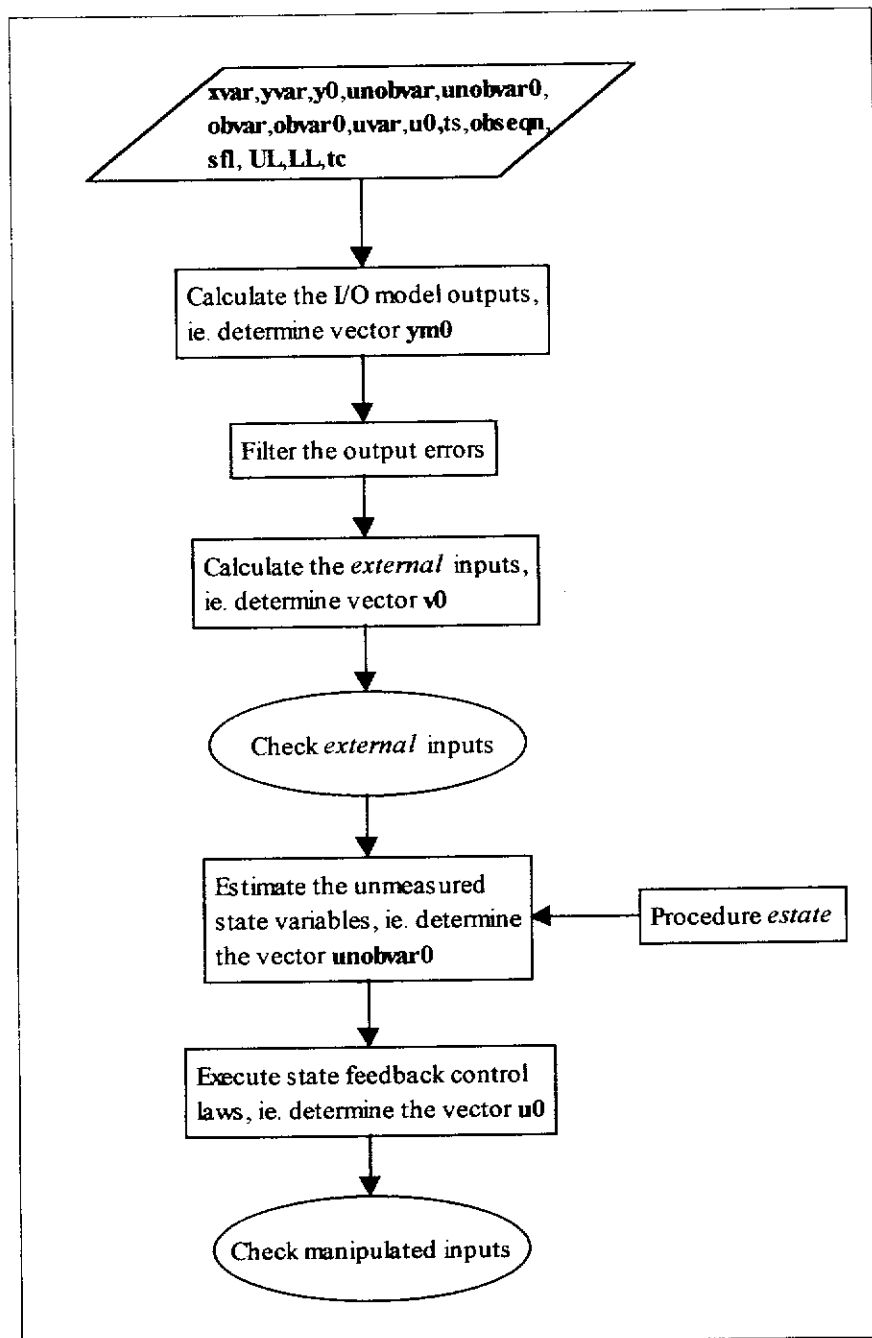 xvar,yvar,y0,unobvar,unobvar0,
obvar,obvar0,uvar,u0,ts,obseqn,
sfl, UL,LL,tc
Calculate the I/O model outputs,
ie. determine vector ym0
Filter the output errors
Calculate the external inputs,
ie. determine vector v0
Check external inputs
Estimate the unmeasured
state variables, ie. determine
the vector unobvar0
Procedure estate
Execute state feedback control
laws, ie. determine the vector u0
Check manipulated inputs